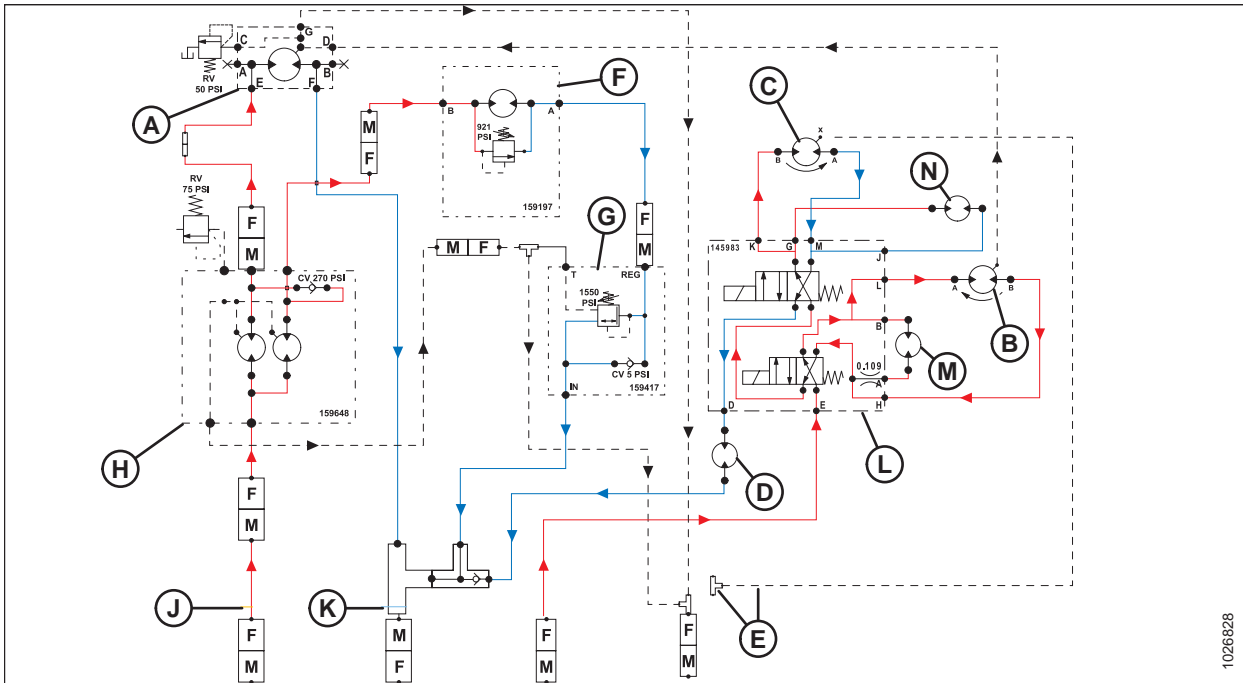 G
C
D
A
B
E
F
RV
50 PSI
A
F
B
A
921
PSI
159197
M
F
C
X
B
A
N
RV
75 PSI
F
M
M
F
F
M
G
T
REG
1550
PSI
CV 5 PSI
IN
159417
CV 270 PSI
159648
H
145983
K
G
M
J
L
B
0.109
A
H
D
E
A
B
B
M
L
D
F
M
J
K
E
F
M
M
F
F
M
F
M
1026828